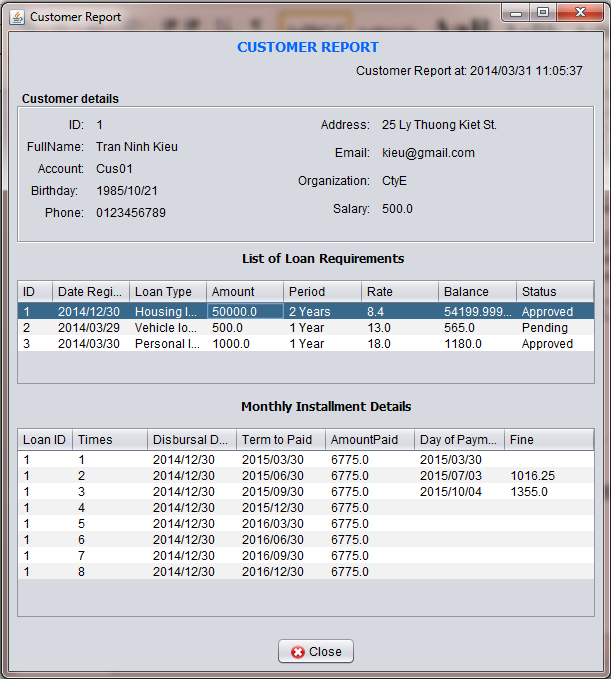 Customer Report
CUSTOMER REPORT
Customer Report at: 2014/03/31 11:05:37
Customer details
ID: 1
FullName: Tran Ninh Kieu
Account: Cus01
Birthday: 1985/10/21
Phone: 0123456789
Address: 25 Ly Thuong Kiet St.
Email: kieu@gmail.com
Organization: CtyE
Salary: 500.0
List of Loan Requirements
ID Date Regi... Loan Type Amount Period Rate Balance Status
1 2014/12/30 Housing l... 50000.0 2 Years 8.4 54199.999... Approved
2 2014/03/29 Vehicle lo... 500.0 1 Year 13.0 565.0 Pending
3 2014/03/30 Personal l... 1000.0 1 Year 18.0 1180.0 Approved
Monthly Installment Details
Loan ID Times Disbursal D... Term to Paid AmountPaid Day of Paym... Fine
1 1 2014/12/30 2015/03/30 6775.0 2015/03/30
1 2 2014/12/30 2015/06/30 6775.0 2015/07/03 1016.25
1 3 2014/12/30 2015/09/30 6775.0 2015/10/04 1355.0
1 4 2014/12/30 2015/12/30 6775.0
1 5 2014/12/30 2016/03/30 6775.0
1 6 2014/12/30 2016/06/30 6775.0
1 7 2014/12/30 2016/09/30 6775.0
1 8 2014/12/30 2016/12/30 6775.0
Close